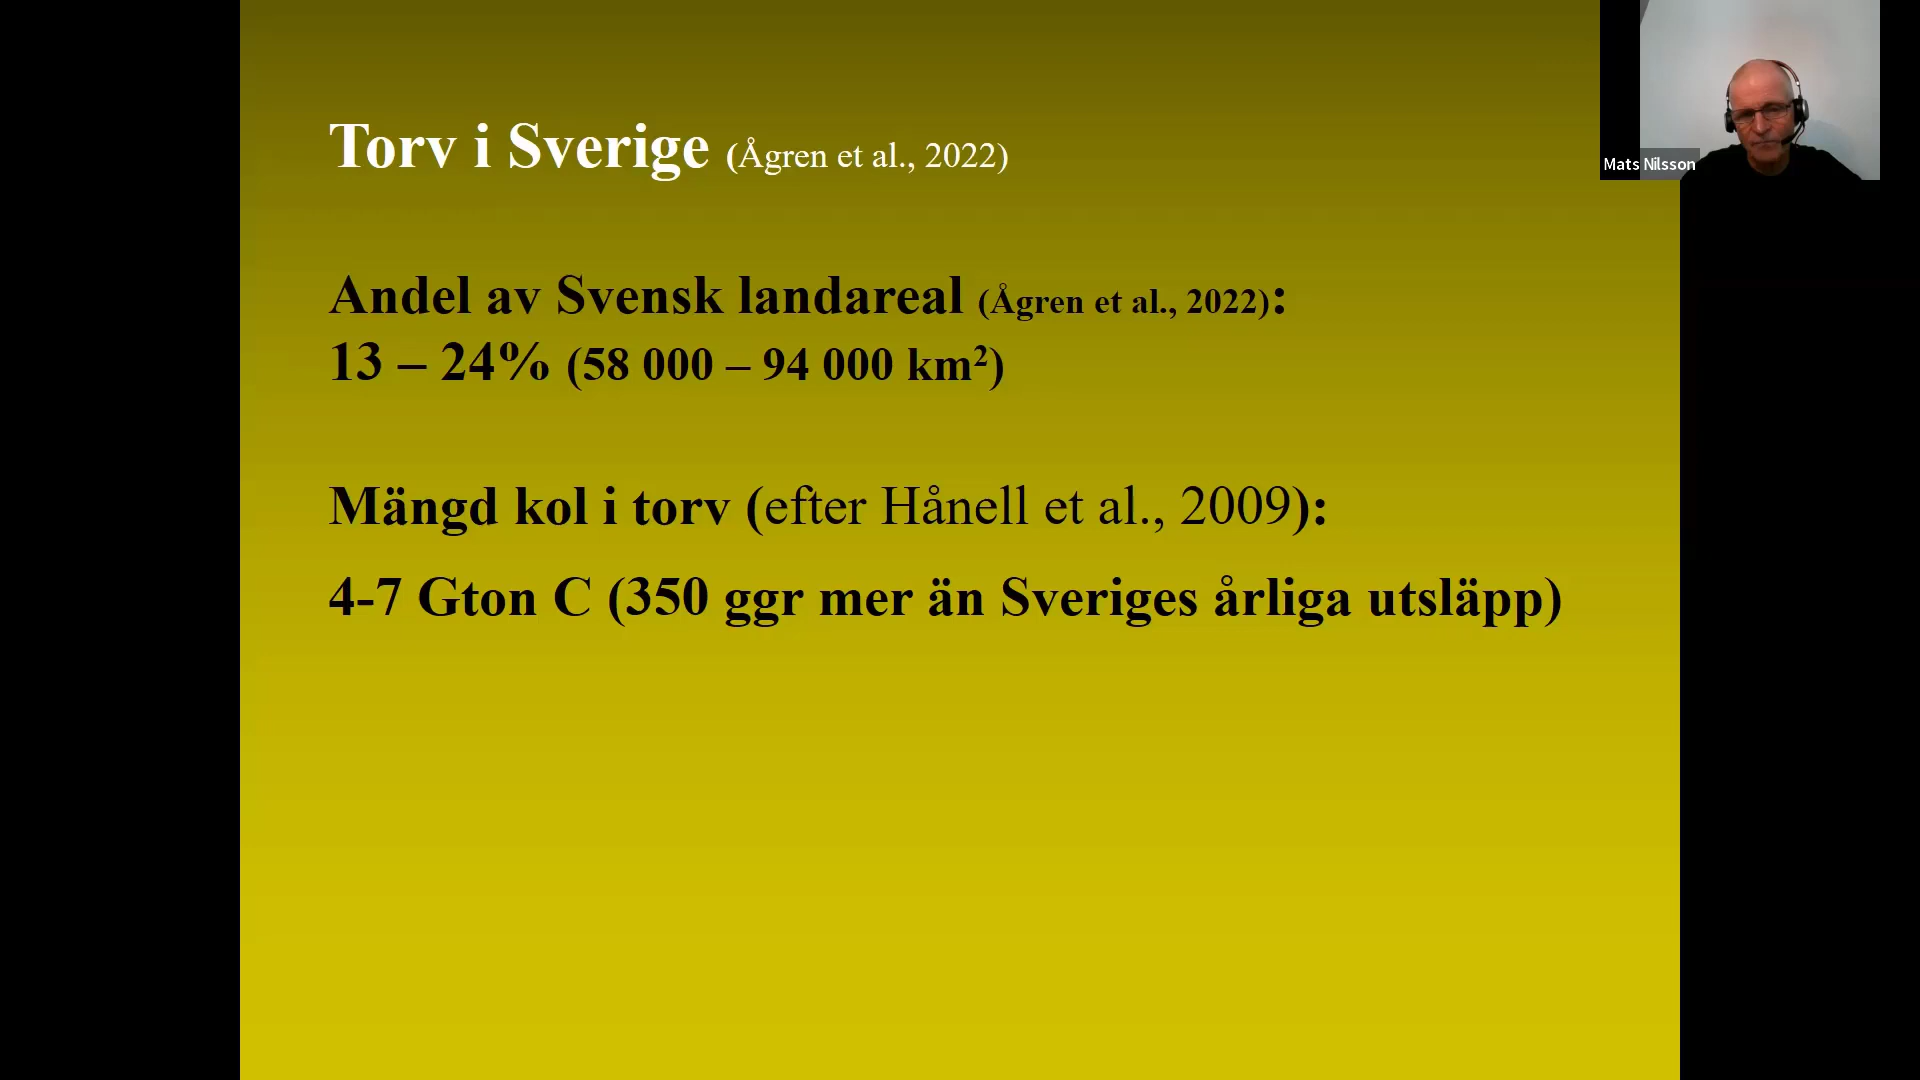 Torv i Sverige (Ågren et al., 2022)
Mats Nilsson
Andel av Svensk landareal (Ågren et al., 2022):
13 – 24% (58 000 – 94 000 km²)
Mängd kol i torv (efter Hånell et al., 2009):
4-7 Gton C (350 ggr mer än Sveriges årliga utsläpp)